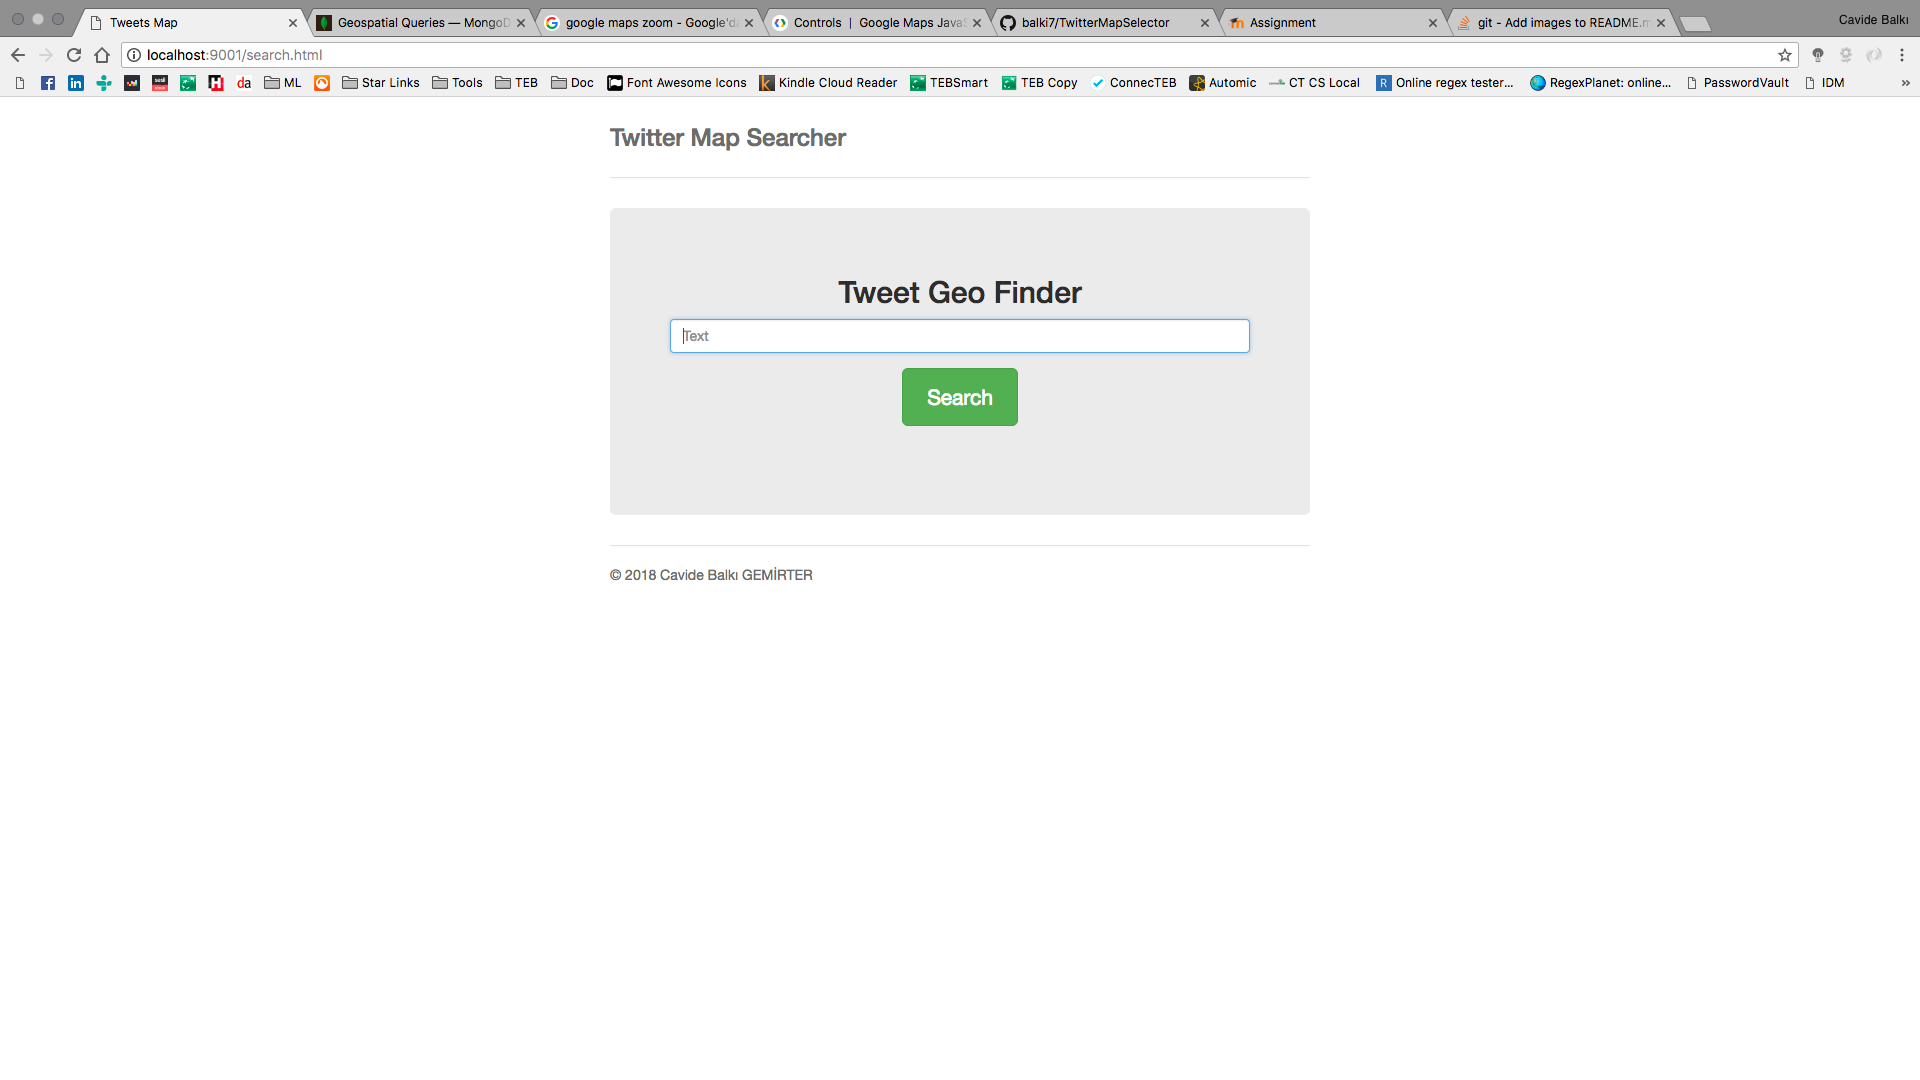 Tweets Map
Geospatial Queries — MongoD
google maps zoom - Google'da
Controls | Google Maps JavaS
balki7/TwitterMapSelector
Assignment
git - Add images to README.m
Cavide Balkı
localhost:9001/search.html
da
ML
Star Links
Tools
TEB
Doc
Font Awesome Icons
Kindle Cloud Reader
TEBSmart
TEB Copy
ConnecTEB
Automic
CT CS Local
R
Online regex tester...
RegexPlanet: online...
PasswordVault
IDM
»
Twitter Map Searcher
Tweet Geo Finder
Text
Search
© 2018 Cavide Balkı GEMİRTER